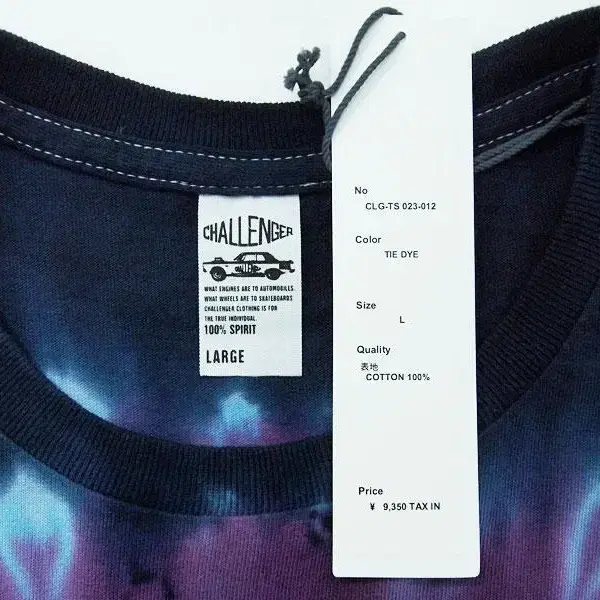 CHALLENGER
WHAT ENGINES ARE TO AUTOMOBILES.
WHAT WHEELS ARE TO SKATEBOARDS
CHALLENGER CLOTHING IS FOR
THE TRUE INDIVIDUAL.
100% SPIRIT
LARGE
No
CLG-TS 023-012
Color
TIE DYE
Size
L
Quality
表地
COTTON 100%
Price
¥ 9,350 TAX IN